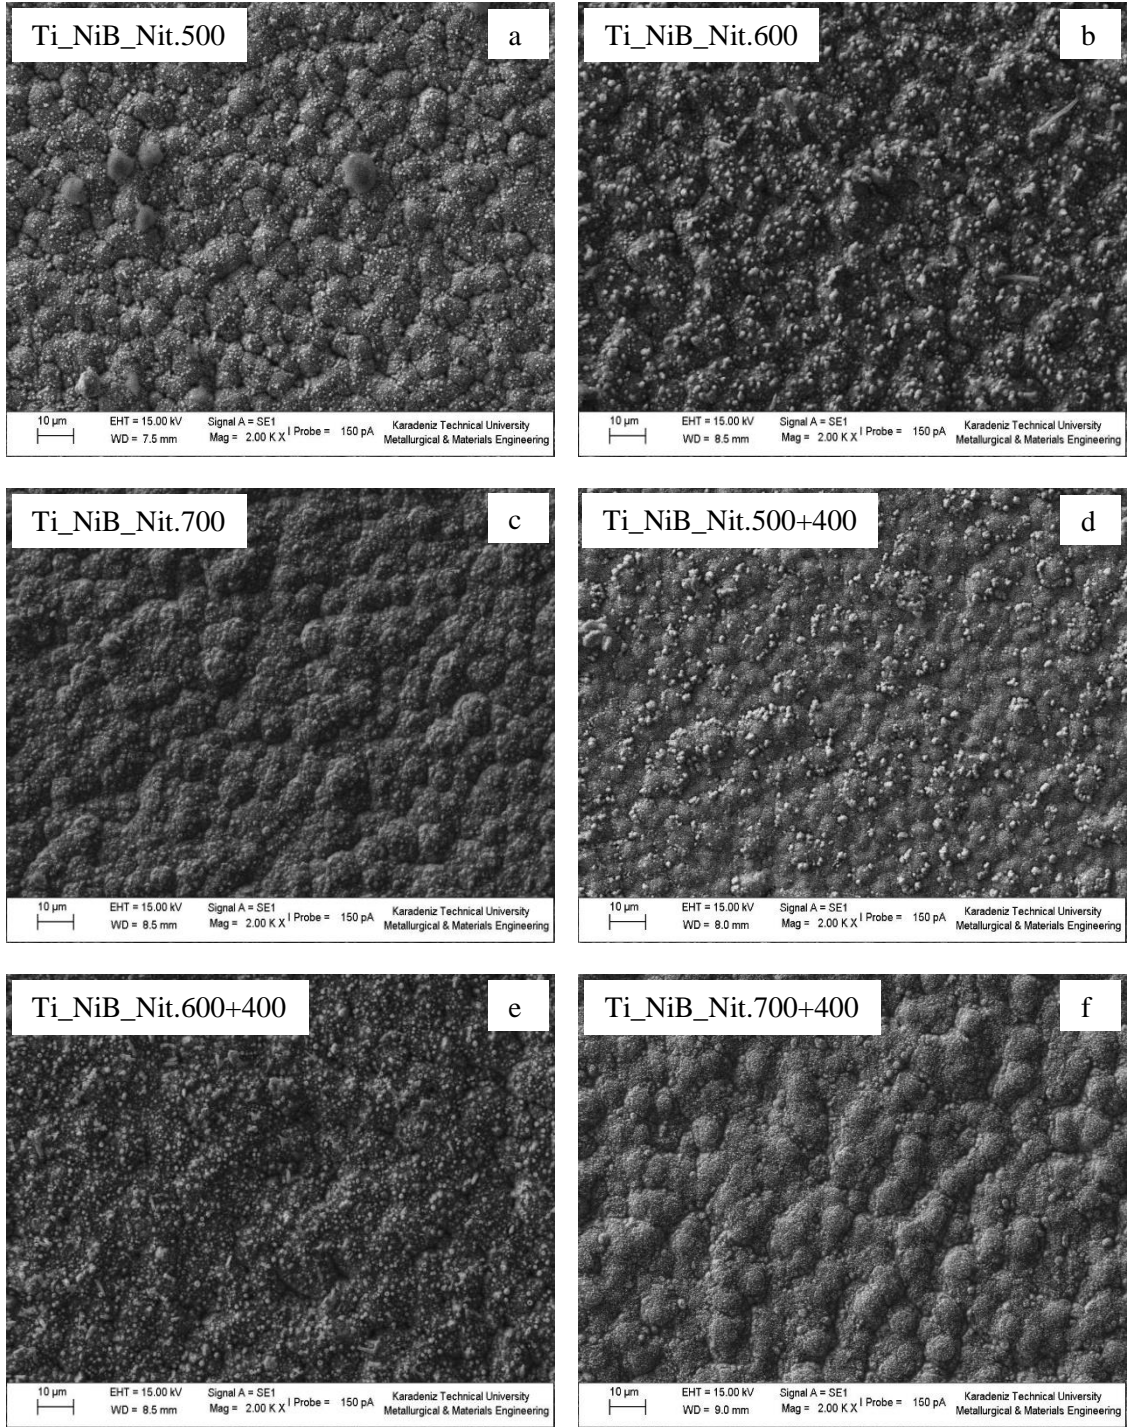 Ti_NiB_Nit.500 a
Ti_NiB_Nit.600 b
10 µm EHT = 15.00 kV Signal A = SE1 I Probe = 150 pA Karadeniz Technical University
WD = 7.5 mm Mag = 2.00 K X Metallurgical & Materials Engineering
10 µm EHT = 15.00 kV Signal A = SE1 I Probe = 150 pA Karadeniz Technical University
WD = 8.5 mm Mag = 2.00 K X Metallurgical & Materials Engineering
Ti_NiB_Nit.700 c
Ti_NiB_Nit.500+400 d
10 µm EHT = 15.00 kV Signal A = SE1 I Probe = 150 pA Karadeniz Technical University
WD = 8.5 mm Mag = 2.00 K X Metallurgical & Materials Engineering
10 µm EHT = 15.00 kV Signal A = SE1 I Probe = 150 pA Karadeniz Technical University
WD = 8.0 mm Mag = 2.00 K X Metallurgical & Materials Engineering
Ti_NiB_Nit.600+400 e
Ti_NiB_Nit.700+400 f
10 µm EHT = 15.00 kV Signal A = SE1 I Probe = 150 pA Karadeniz Technical University
WD = 8.5 mm Mag = 2.00 K X Metallurgical & Materials Engineering
10 µm EHT = 15.00 kV Signal A = SE1 I Probe = 150 pA Karadeniz Technical University
WD = 9.0 mm Mag = 2.00 K X Metallurgical & Materials Engineering